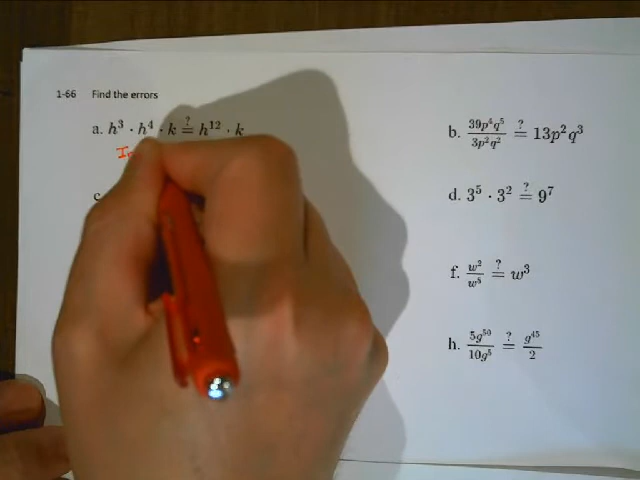 1-66 Find the errors
a. h³ · h⁴ · k ≟ h¹² · k
b. 39p⁴q⁵ / 3p²q² ≟ 13p²q³
d. 3⁵ · 3² ≟ 9⁷
f. w² / w⁵ ≟ w³
h. 5g⁵⁰ / 10g⁵ ≟ g⁴⁵ / 2